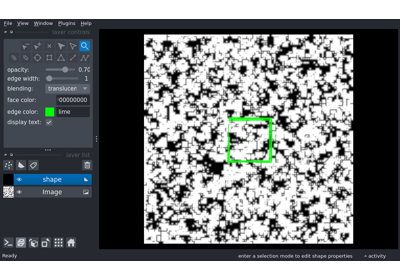 File View Window Plugins Help
layer controls
opacity: 0.70
edge width: 1
blending: translucen
face color: 00000000
edge color: lime
display text:
layer list
shape
Image
Ready
enter a selection mode to edit shape properties
activity